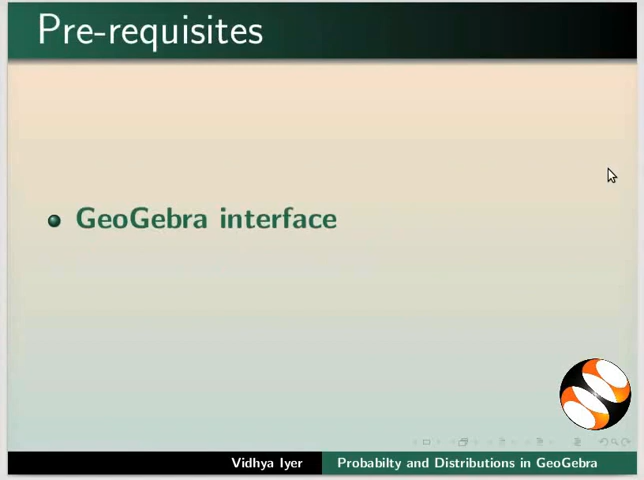 Pre-requisites
GeoGebra interface
Vidhya Iyer
Probabilty and Distributions in GeoGebra